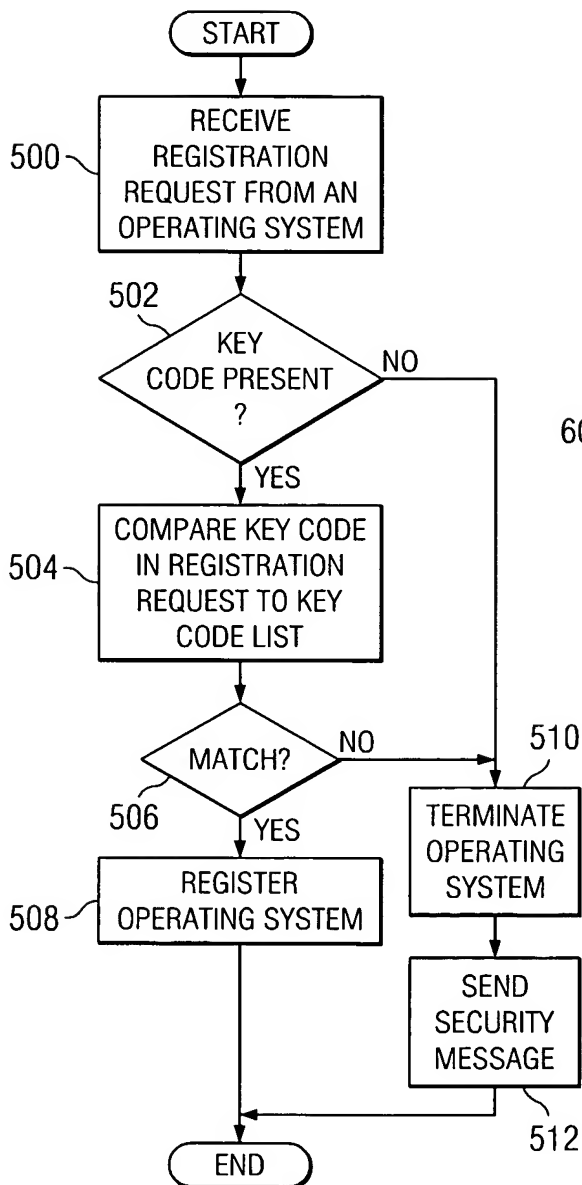 START
500
RECEIVE
REGISTRATION
REQUEST FROM AN
OPERATING SYSTEM
502
KEY
CODE PRESENT
?
NO
YES
60
504
COMPARE KEY CODE
IN REGISTRATION
REQUEST TO KEY
CODE LIST
MATCH?
NO
506
YES
510
TERMINATE
OPERATING
SYSTEM
508
REGISTER
OPERATING SYSTEM
SEND
SECURITY
MESSAGE
512
END